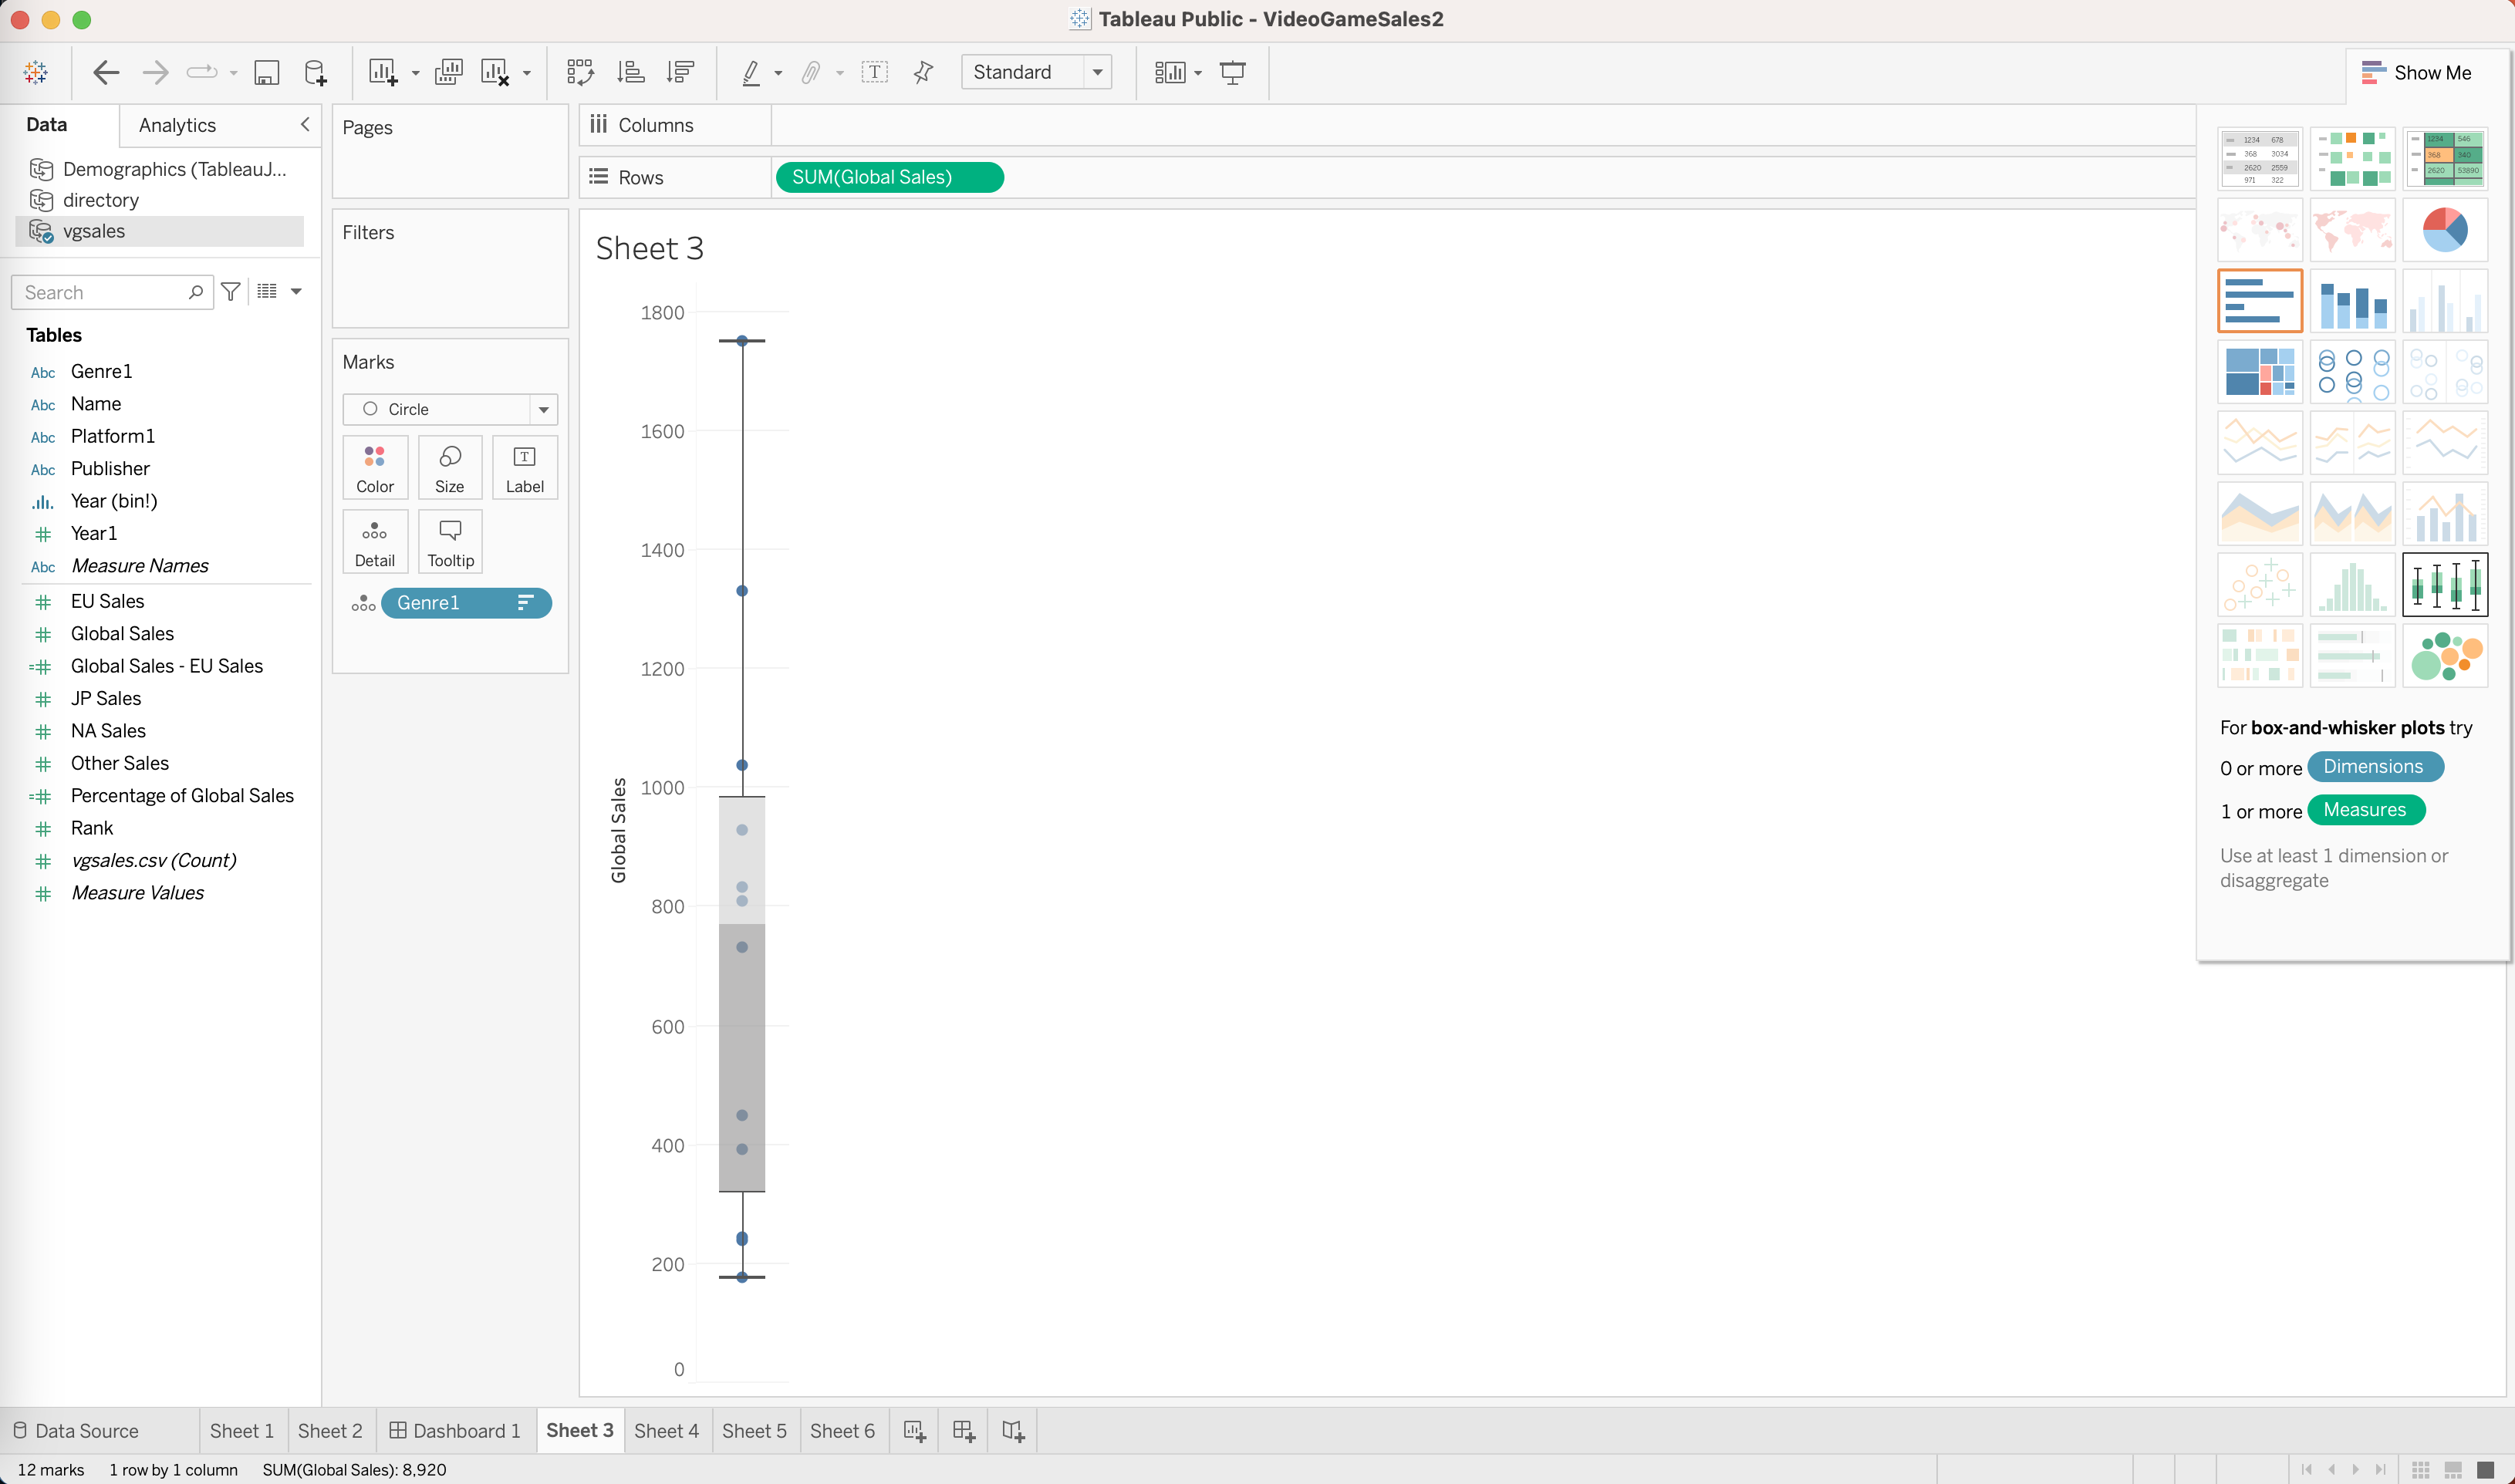 Tableau Public - VideoGameSales2
Standard
Show Me
Data
Analytics
Demographics (TableauJ...
directory
vgsales
Search
Tables
Abc Genre1
Abc Name
Abc Platform1
Abc Publisher
Year (bin!)
# Year1
Abc Measure Names
# EU Sales
# Global Sales
=# Global Sales - EU Sales
# JP Sales
# NA Sales
# Other Sales
=# Percentage of Global Sales
# Rank
# vgsales.csv (Count)
# Measure Values
Pages
Filters
Marks
Circle
Color
Size
T
Label
Detail
Tooltip
Genre1
Columns
Rows
SUM(Global Sales)
Sheet 3
1800
1600
1400
1200
1000
800
600
400
200
0
Global Sales
1234 678
368 3034
2620 2559
971 322
1234 546
368 340
2620 53890
For box-and-whisker plots try
0 or more Dimensions
1 or more Measures
Use at least 1 dimension or
disaggregate
Data Source
Sheet 1
Sheet 2
Dashboard 1
Sheet 3
Sheet 4
Sheet 5
Sheet 6
12 marks
1 row by 1 column
SUM(Global Sales): 8,920